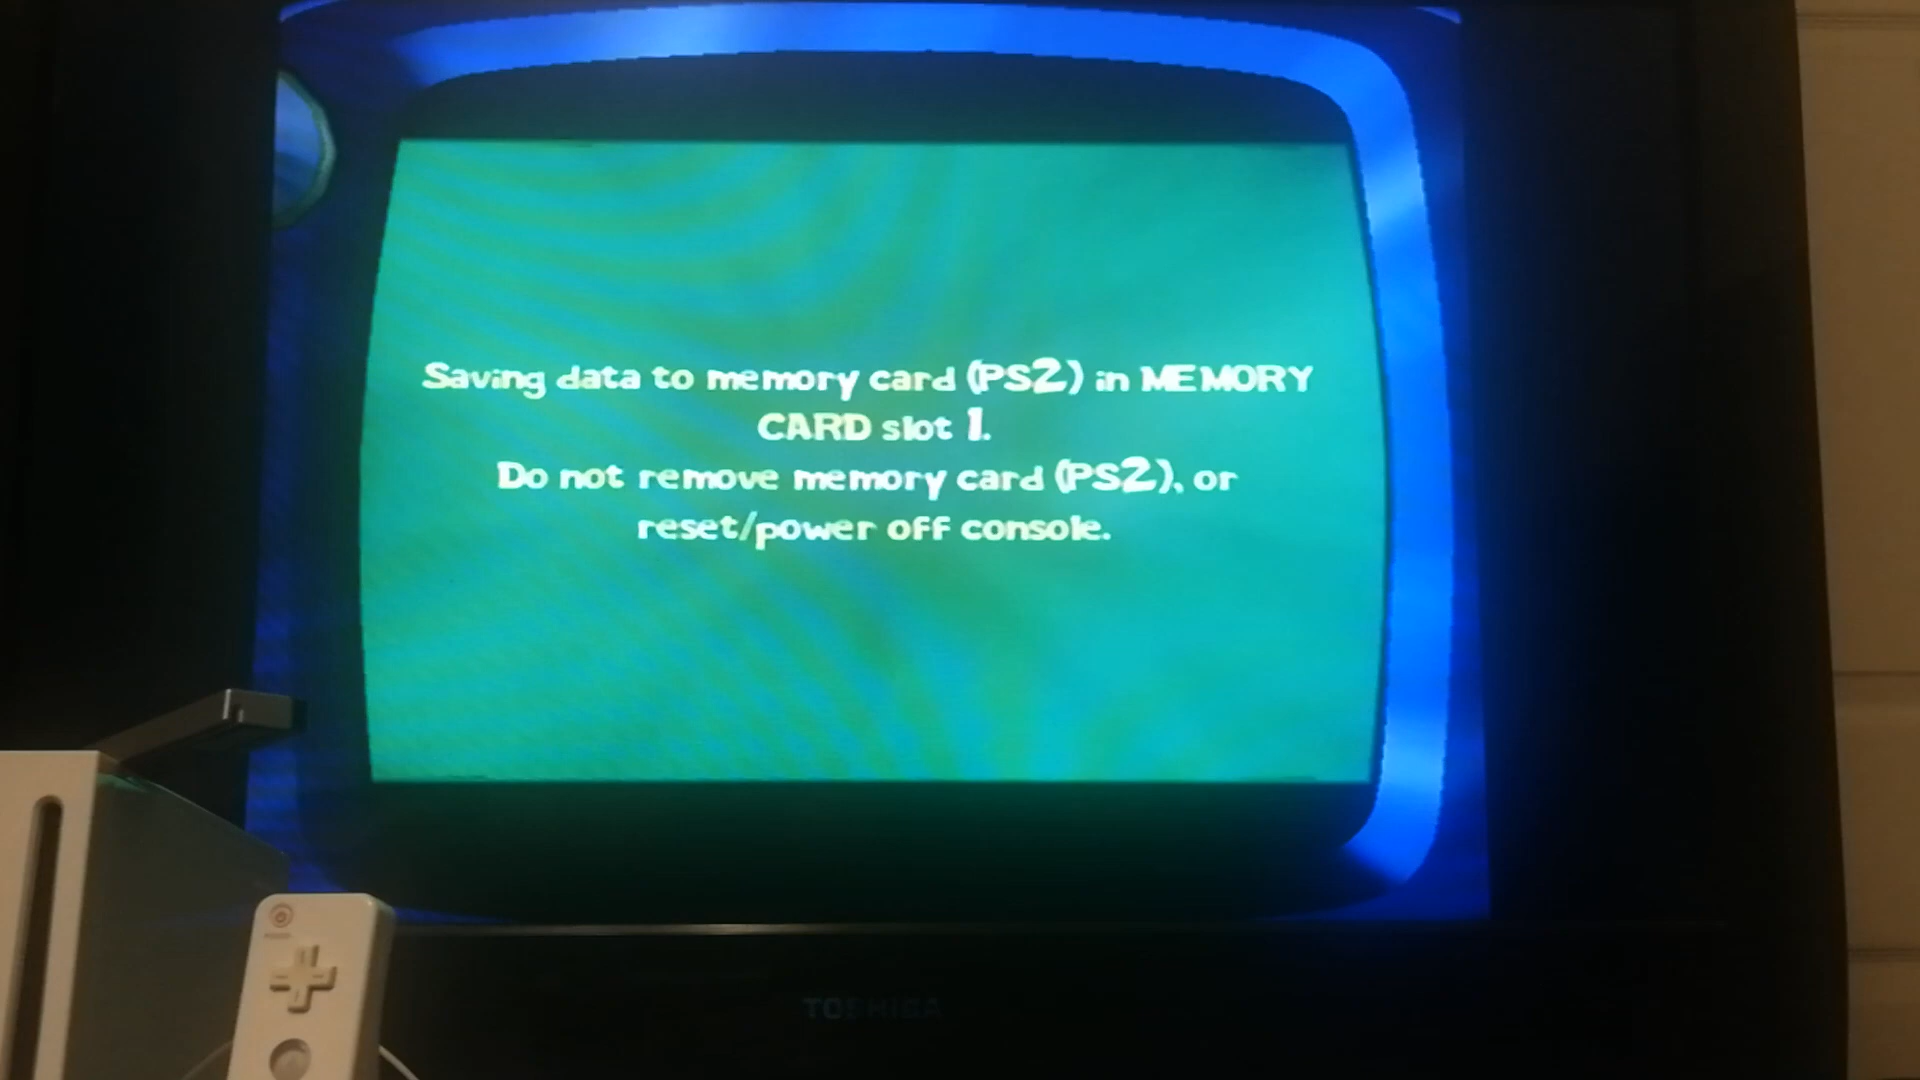 Saving data to memory card (PS2) in MEMORY
CARD slot 1.
Do not remove memory card (PS2), or
reset/power off console.
TOSHIBA